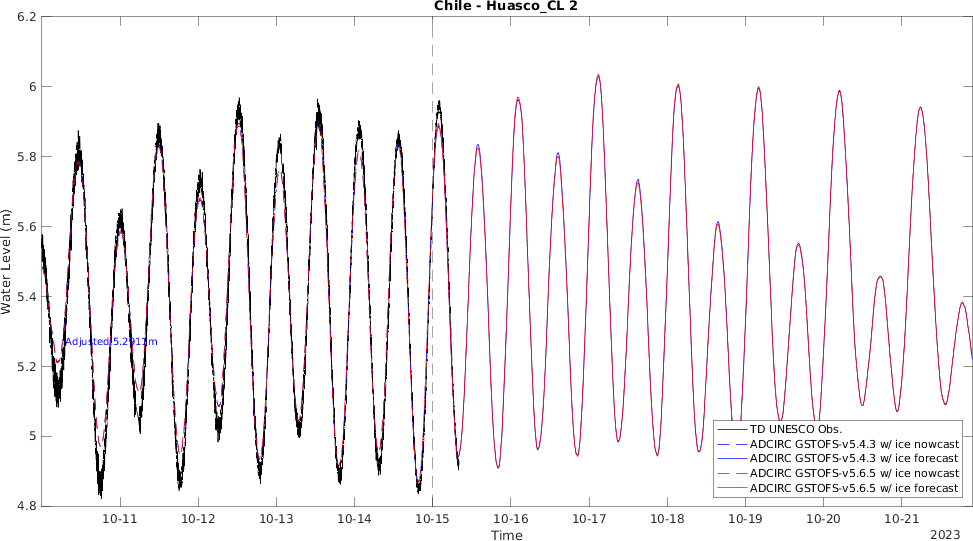 Chile - Huasco_CL 2
6.2
6
5.8
5.6
5.4
5.2
5
4.8
Water Level (m)
Adjusted 5.2911m
TD UNESCO Obs.
ADCIRC GSTOFS-v5.4.3 w/ ice nowcast
ADCIRC GSTOFS-v5.4.3 w/ ice forecast
ADCIRC GSTOFS-v5.6.5 w/ ice nowcast
ADCIRC GSTOFS-v5.6.5 w/ ice forecast
10-11 10-12 10-13 10-14 10-15 10-16 10-17 10-18 10-19 10-20 10-21
Time
2023